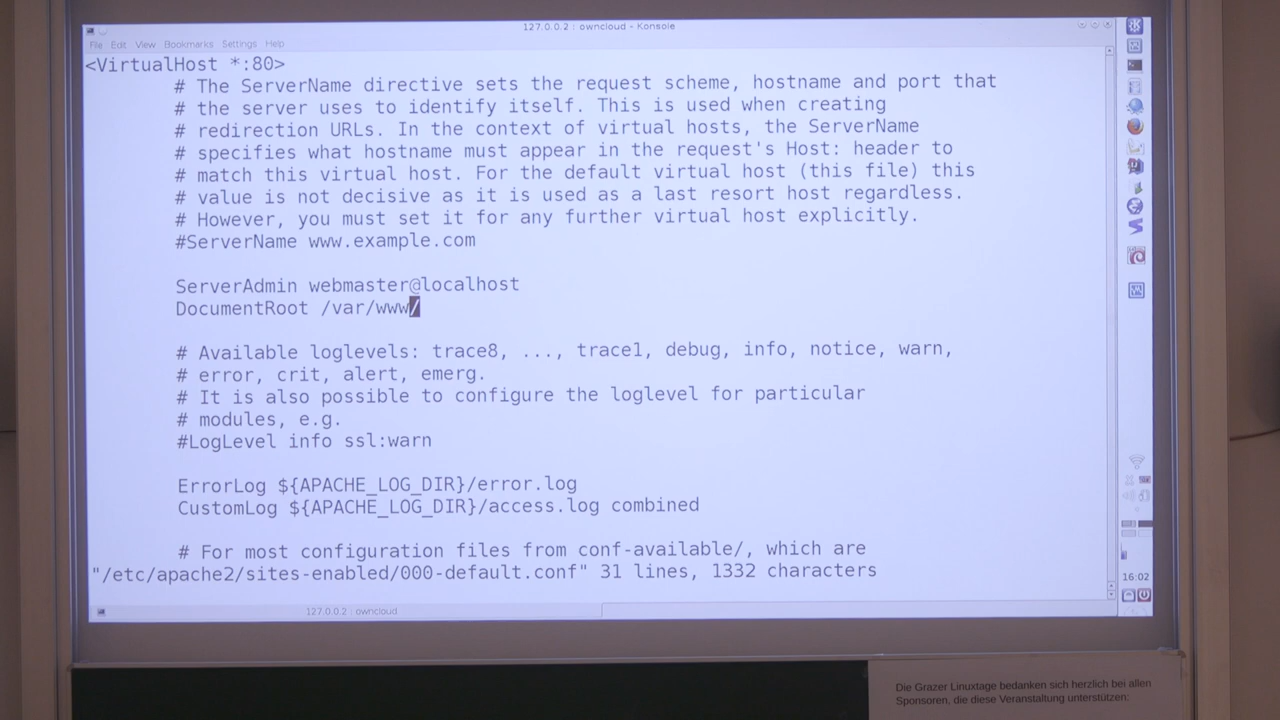 127.0.0.2 : owncloud - Konsole
File Edit View Bookmarks Settings Help
<VirtualHost *:80>
# The ServerName directive sets the request scheme, hostname and port that
# the server uses to identify itself. This is used when creating
# redirection URLs. In the context of virtual hosts, the ServerName
# specifies what hostname must appear in the request's Host: header to
# match this virtual host. For the default virtual host (this file) this
# value is not decisive as it is used as a last resort host regardless.
# However, you must set it for any further virtual host explicitly.
#ServerName www.example.com
ServerAdmin webmaster@localhost
DocumentRoot /var/www/
# Available loglevels: trace8, ..., trace1, debug, info, notice, warn,
# error, crit, alert, emerg.
# It is also possible to configure the loglevel for particular
# modules, e.g.
#LogLevel info ssl:warn
ErrorLog ${APACHE_LOG_DIR}/error.log
CustomLog ${APACHE_LOG_DIR}/access.log combined
# For most configuration files from conf-available/, which are
"/etc/apache2/sites-enabled/000-default.conf" 31 lines, 1332 characters
127.0.0.2 : owncloud
16:02
Die Grazer Linuxtage bedanken sich herzlich bei allen
Sponsoren, die diese Veranstaltung unterstützen: